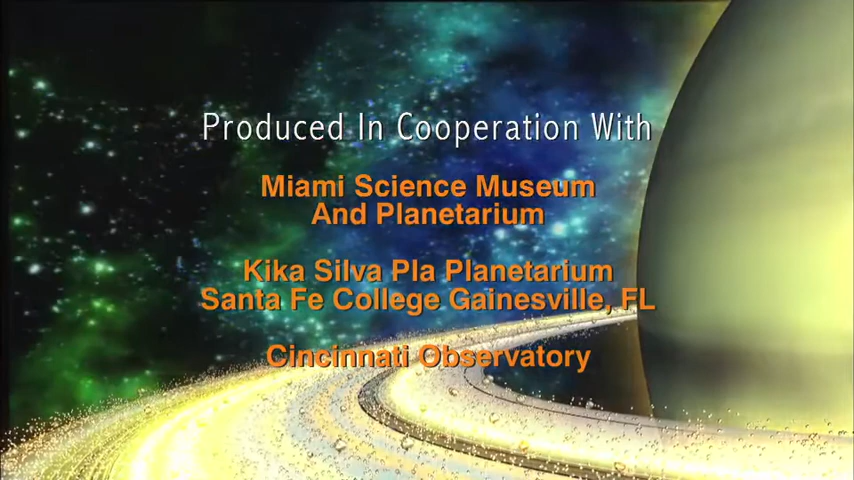 Produced In Cooperation With
Miami Science Museum
And Planetarium
Kika Silva Pla Planetarium
Santa Fe College Gainesville, FL
Cincinnati Observatory